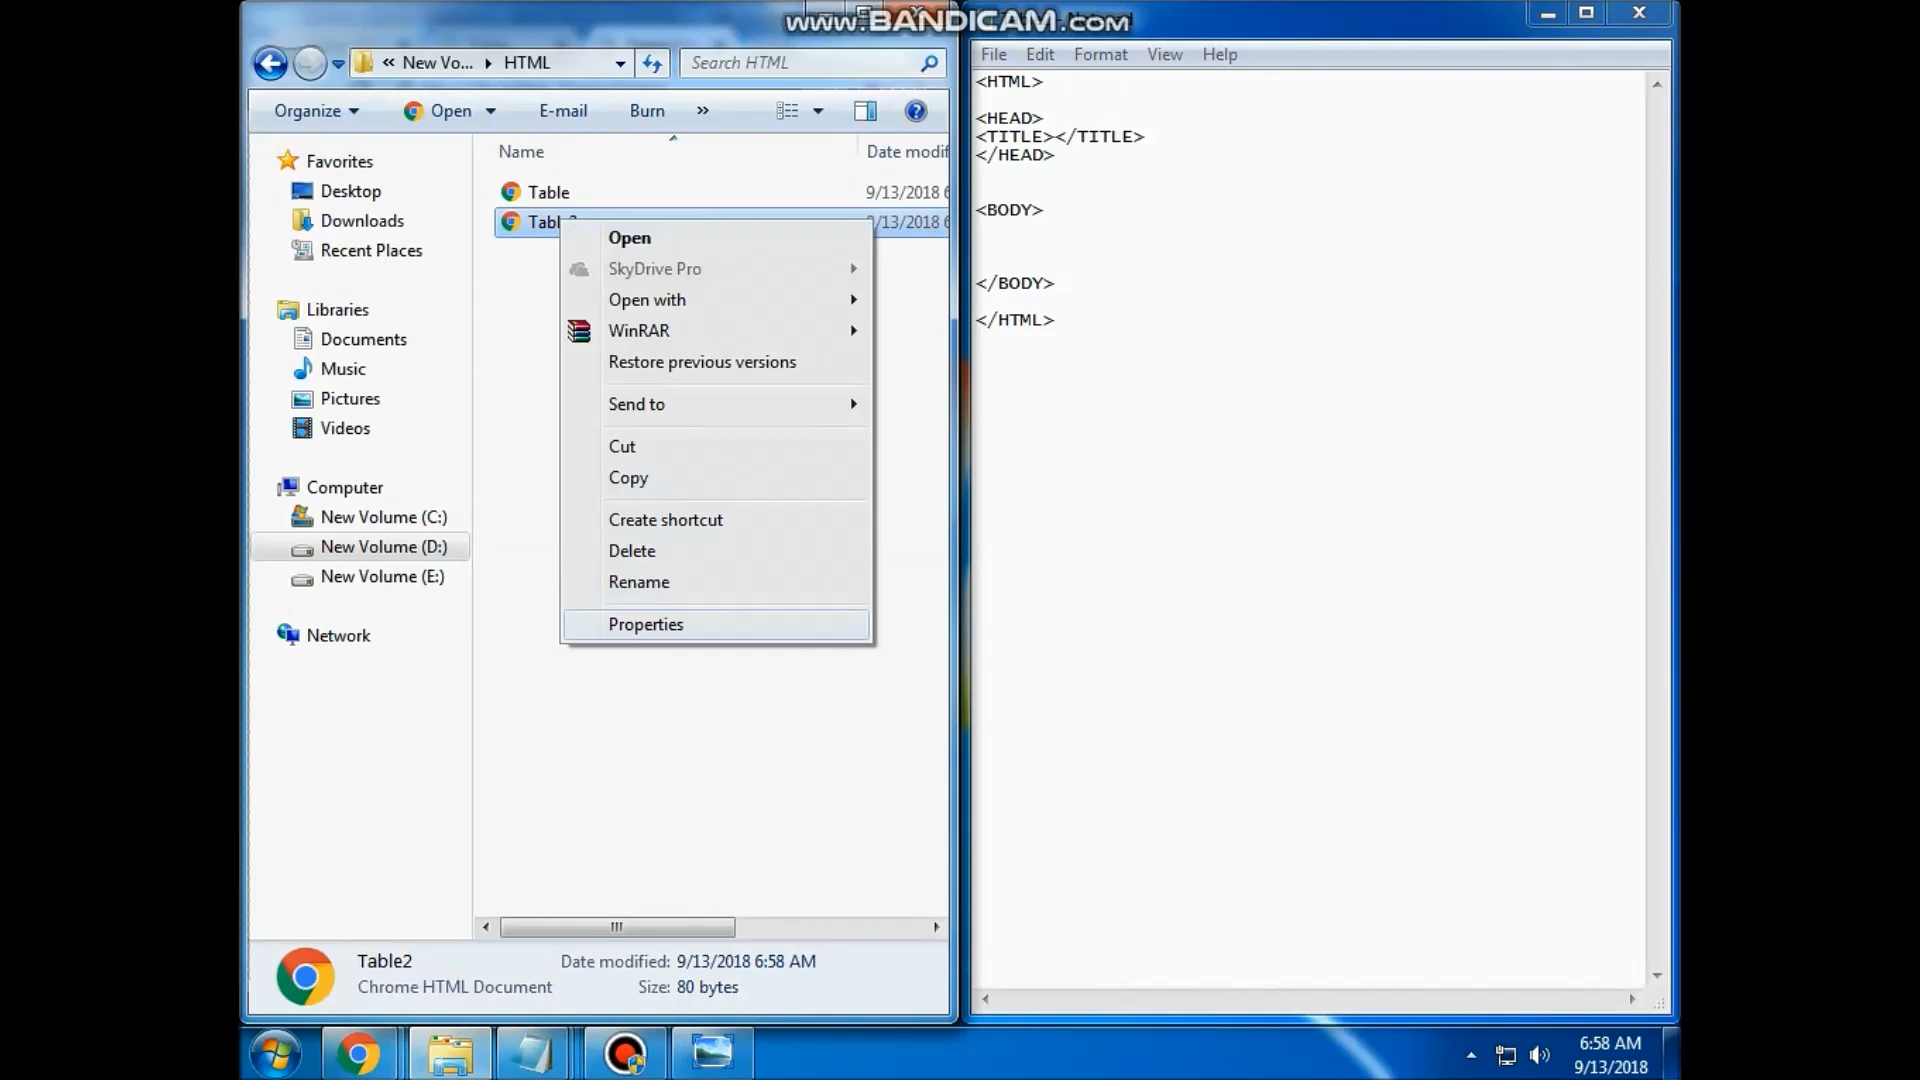 www.BANDICAM.com
« New Vo... HTML
Search HTML
Organize
Open
E-mail
Burn
»
Name
Date modif
Table
9/13/2018 6
Favorites
Desktop
Downloads
Recent Places
Libraries
Documents
Music
Pictures
Videos
Computer
New Volume (C:)
New Volume (D:)
New Volume (E:)
Network
Open
SkyDrive Pro
Open with
WinRAR
Restore previous versions
Send to
Cut
Copy
Create shortcut
Delete
Rename
Properties
Table2
Date modified: 9/13/2018 6:58 AM
Chrome HTML Document
Size: 80 bytes
File Edit Format View Help
<HTML>
<HEAD>
<TITLE></TITLE>
</HEAD>
<BODY>
</BODY>
</HTML>
6:58 AM
9/13/2018